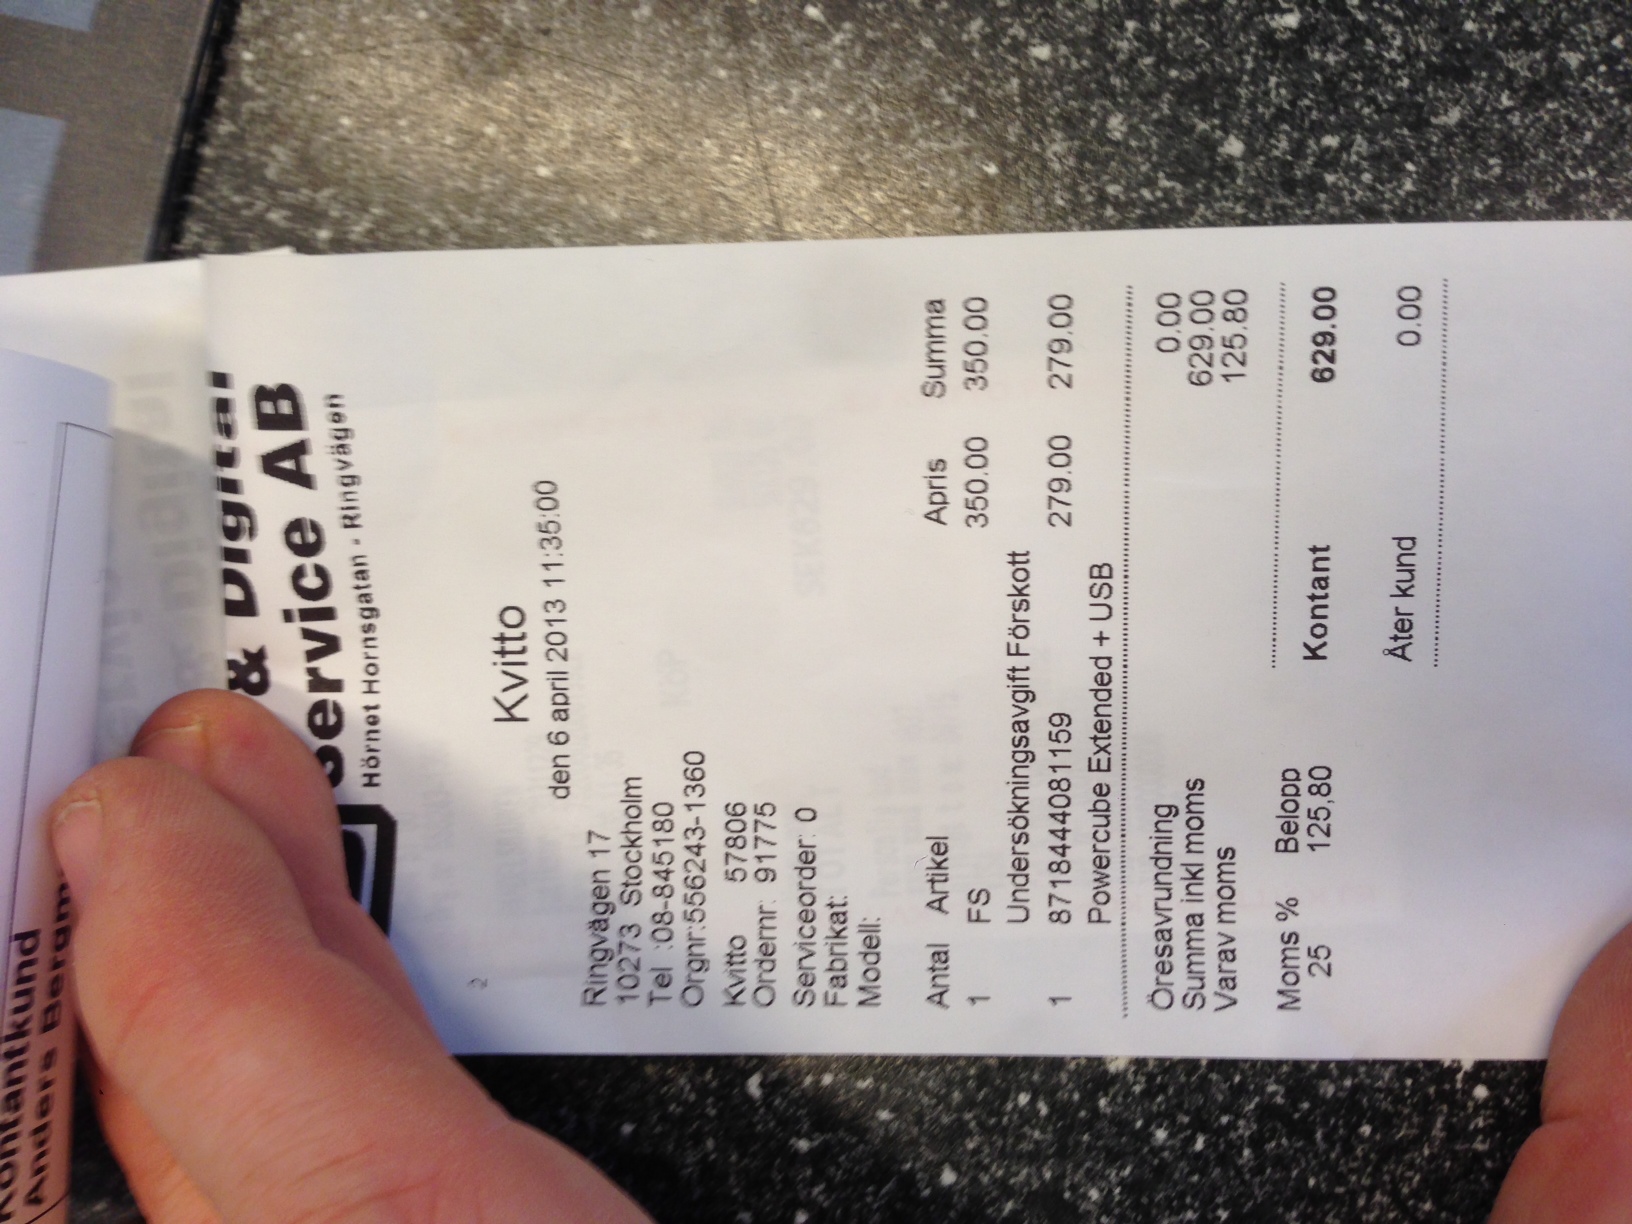 Kontantkund
Anders
& Digital
Service AB
Hörnet Hornsgatan - Ringvägen
2
Kvitto
den 6 april 2013 11:35:00
Ringvägen 17
10273 Stockholm
Tel :08-845180
Orgnr:556243-1360
Kvitto 57806
Ordernr: 91775
Serviceorder: 0
Fabrikat:
Modell:
Antal Artikel Apris Summa
1 FS 350.00 350.00
Undersökningsavgift Förskott
1 8718444081159 279.00 279.00
Powercube Extended + USB
Öresavrundning 0.00
Summa inkl moms 629.00
Varav moms 125.80
Moms % Belopp
25 125,80
Kontant 629.00
Åter kund 0.00